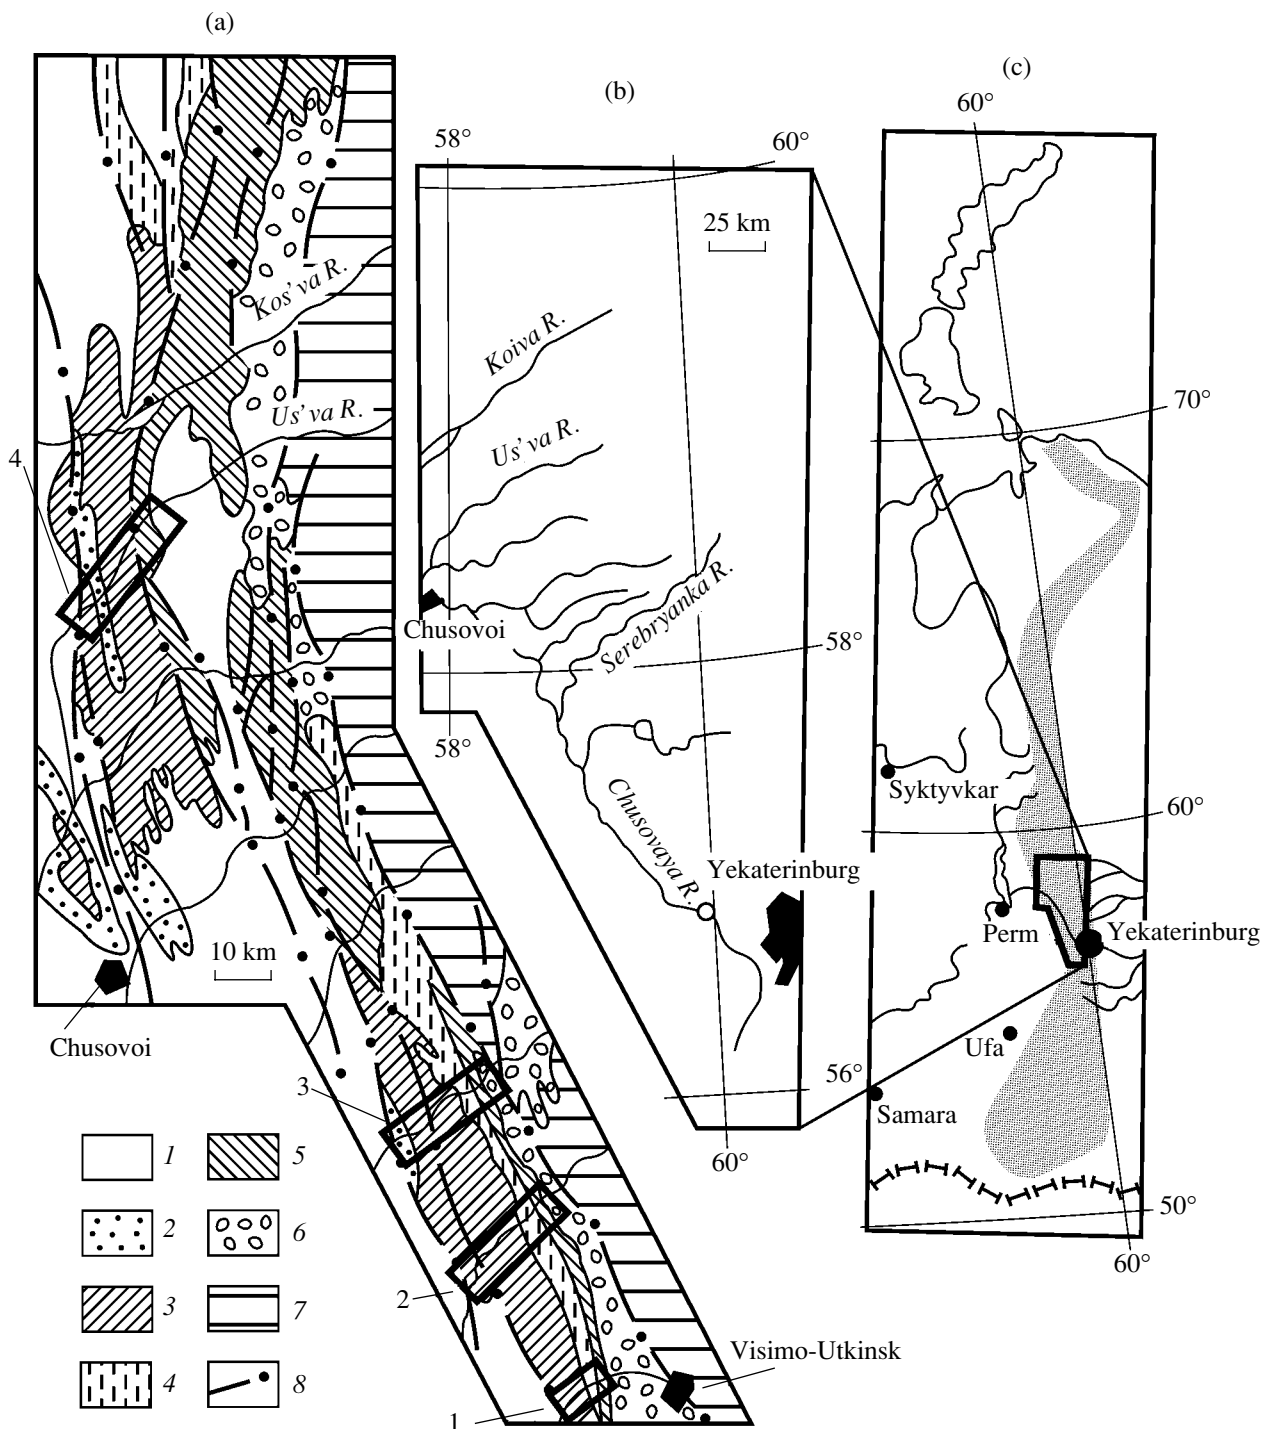 (a)
Kos’va R.
Us’va R.
4
10 km
Chusovoi
3
2
1
Visimo-Utkinsk
1
2
3
4
5
6
7
8
(b)
58°
60°
25 km
Koiva R.
Us’va R.
Chusovoi
Serebryanka R.
58°
58°
Chusovaya R.
Yekaterinburg
56°
60°
(c)
60°
70°
Syktyvkar
60°
Perm
Yekaterinburg
Ufa
Samara
50°
60°